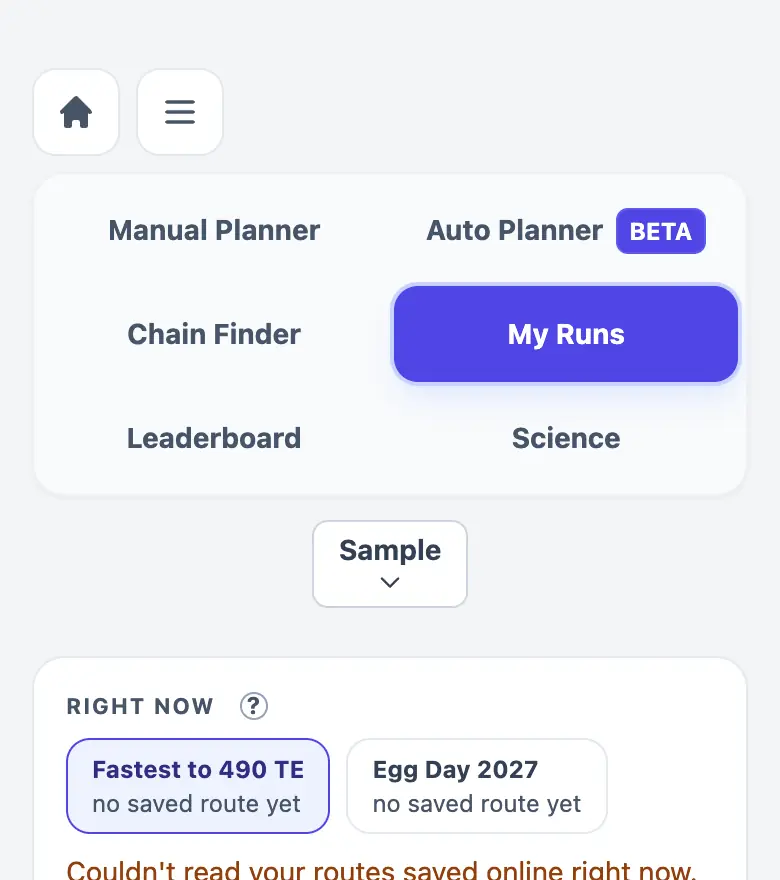 Manual Planner
Auto Planner BETA
Chain Finder
My Runs
Leaderboard
Science
Sample
RIGHT NOW ?
Fastest to 490 TE
no saved route yet
Egg Day 2027
no saved route yet
Couldn't read your routes saved online right now.